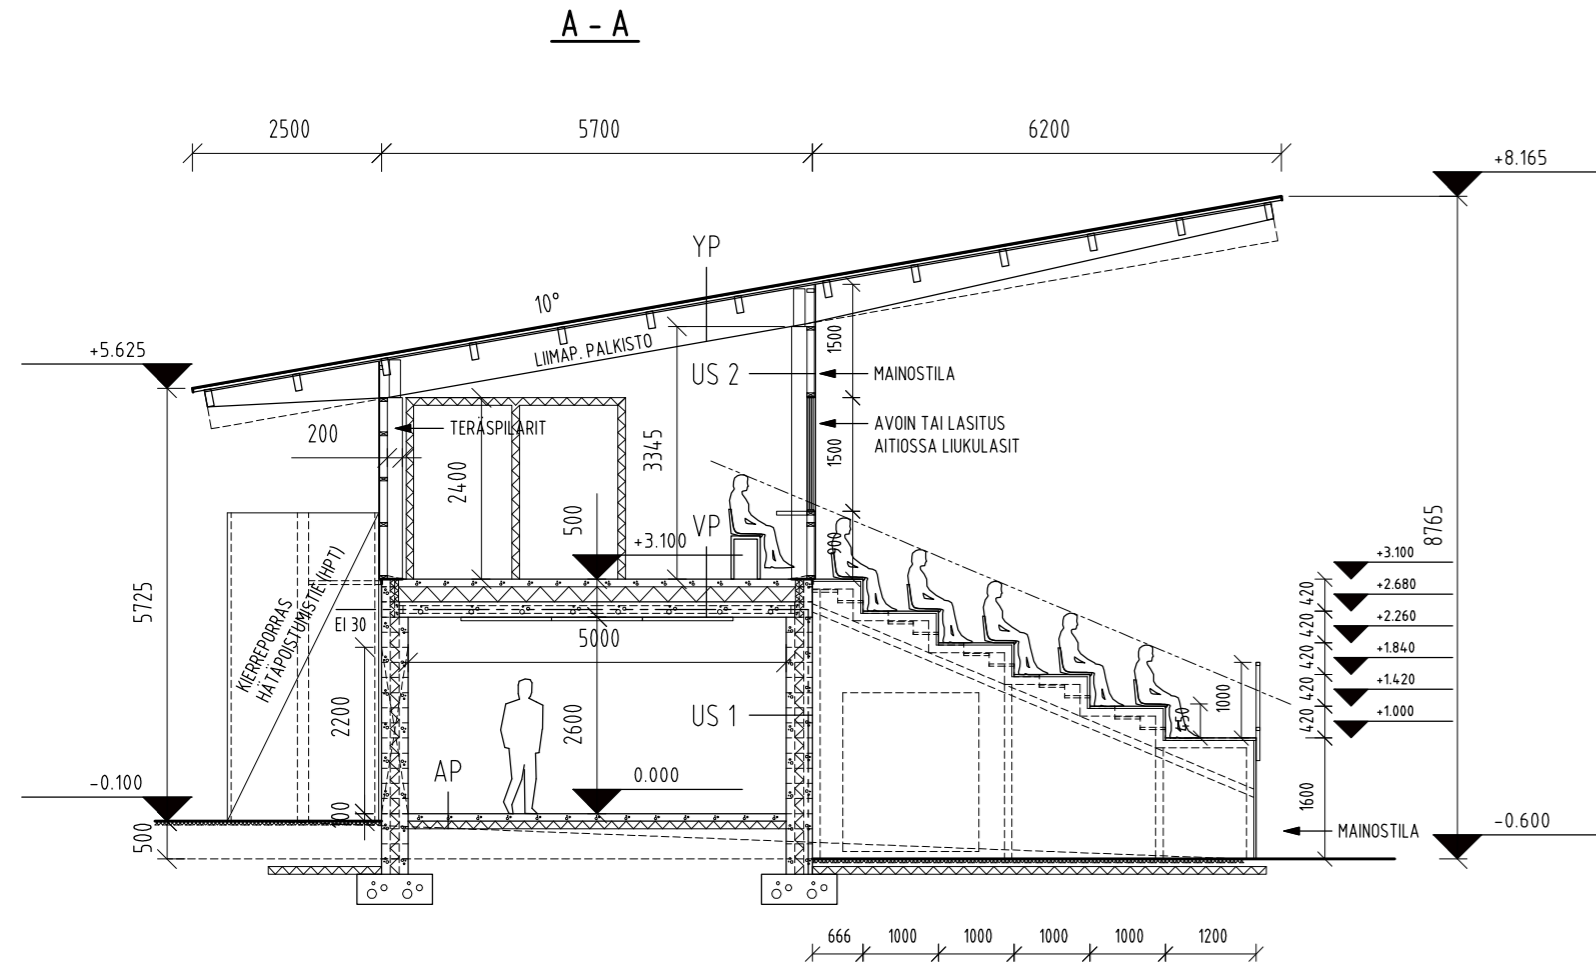 A - A
2500
5700
6200
+8.165
YP
10°
LIIMAP. PALKISTO
+5.625
1500
US 2
MAINOSTILA
AVOIN TAI LASITUS
AITIOSSA LIUKULASIT
TERÄSPILARIT
200
3345
1500
2400
500
VP
+3.100
900
8765
+3.100
+2.680
+2.260
+1.840
+1.420
+1.000
420
420
420
420
420
5725
KIERREPORRAS
HÄTÄPOISTUMISTIE(HPT)
EI 30
5000
2200
2600
US 1
450
1000
AP
0.000
-0.100
100
500
1600
MAINOSTILA
-0.600
666
1000
1000
1000
1000
1200